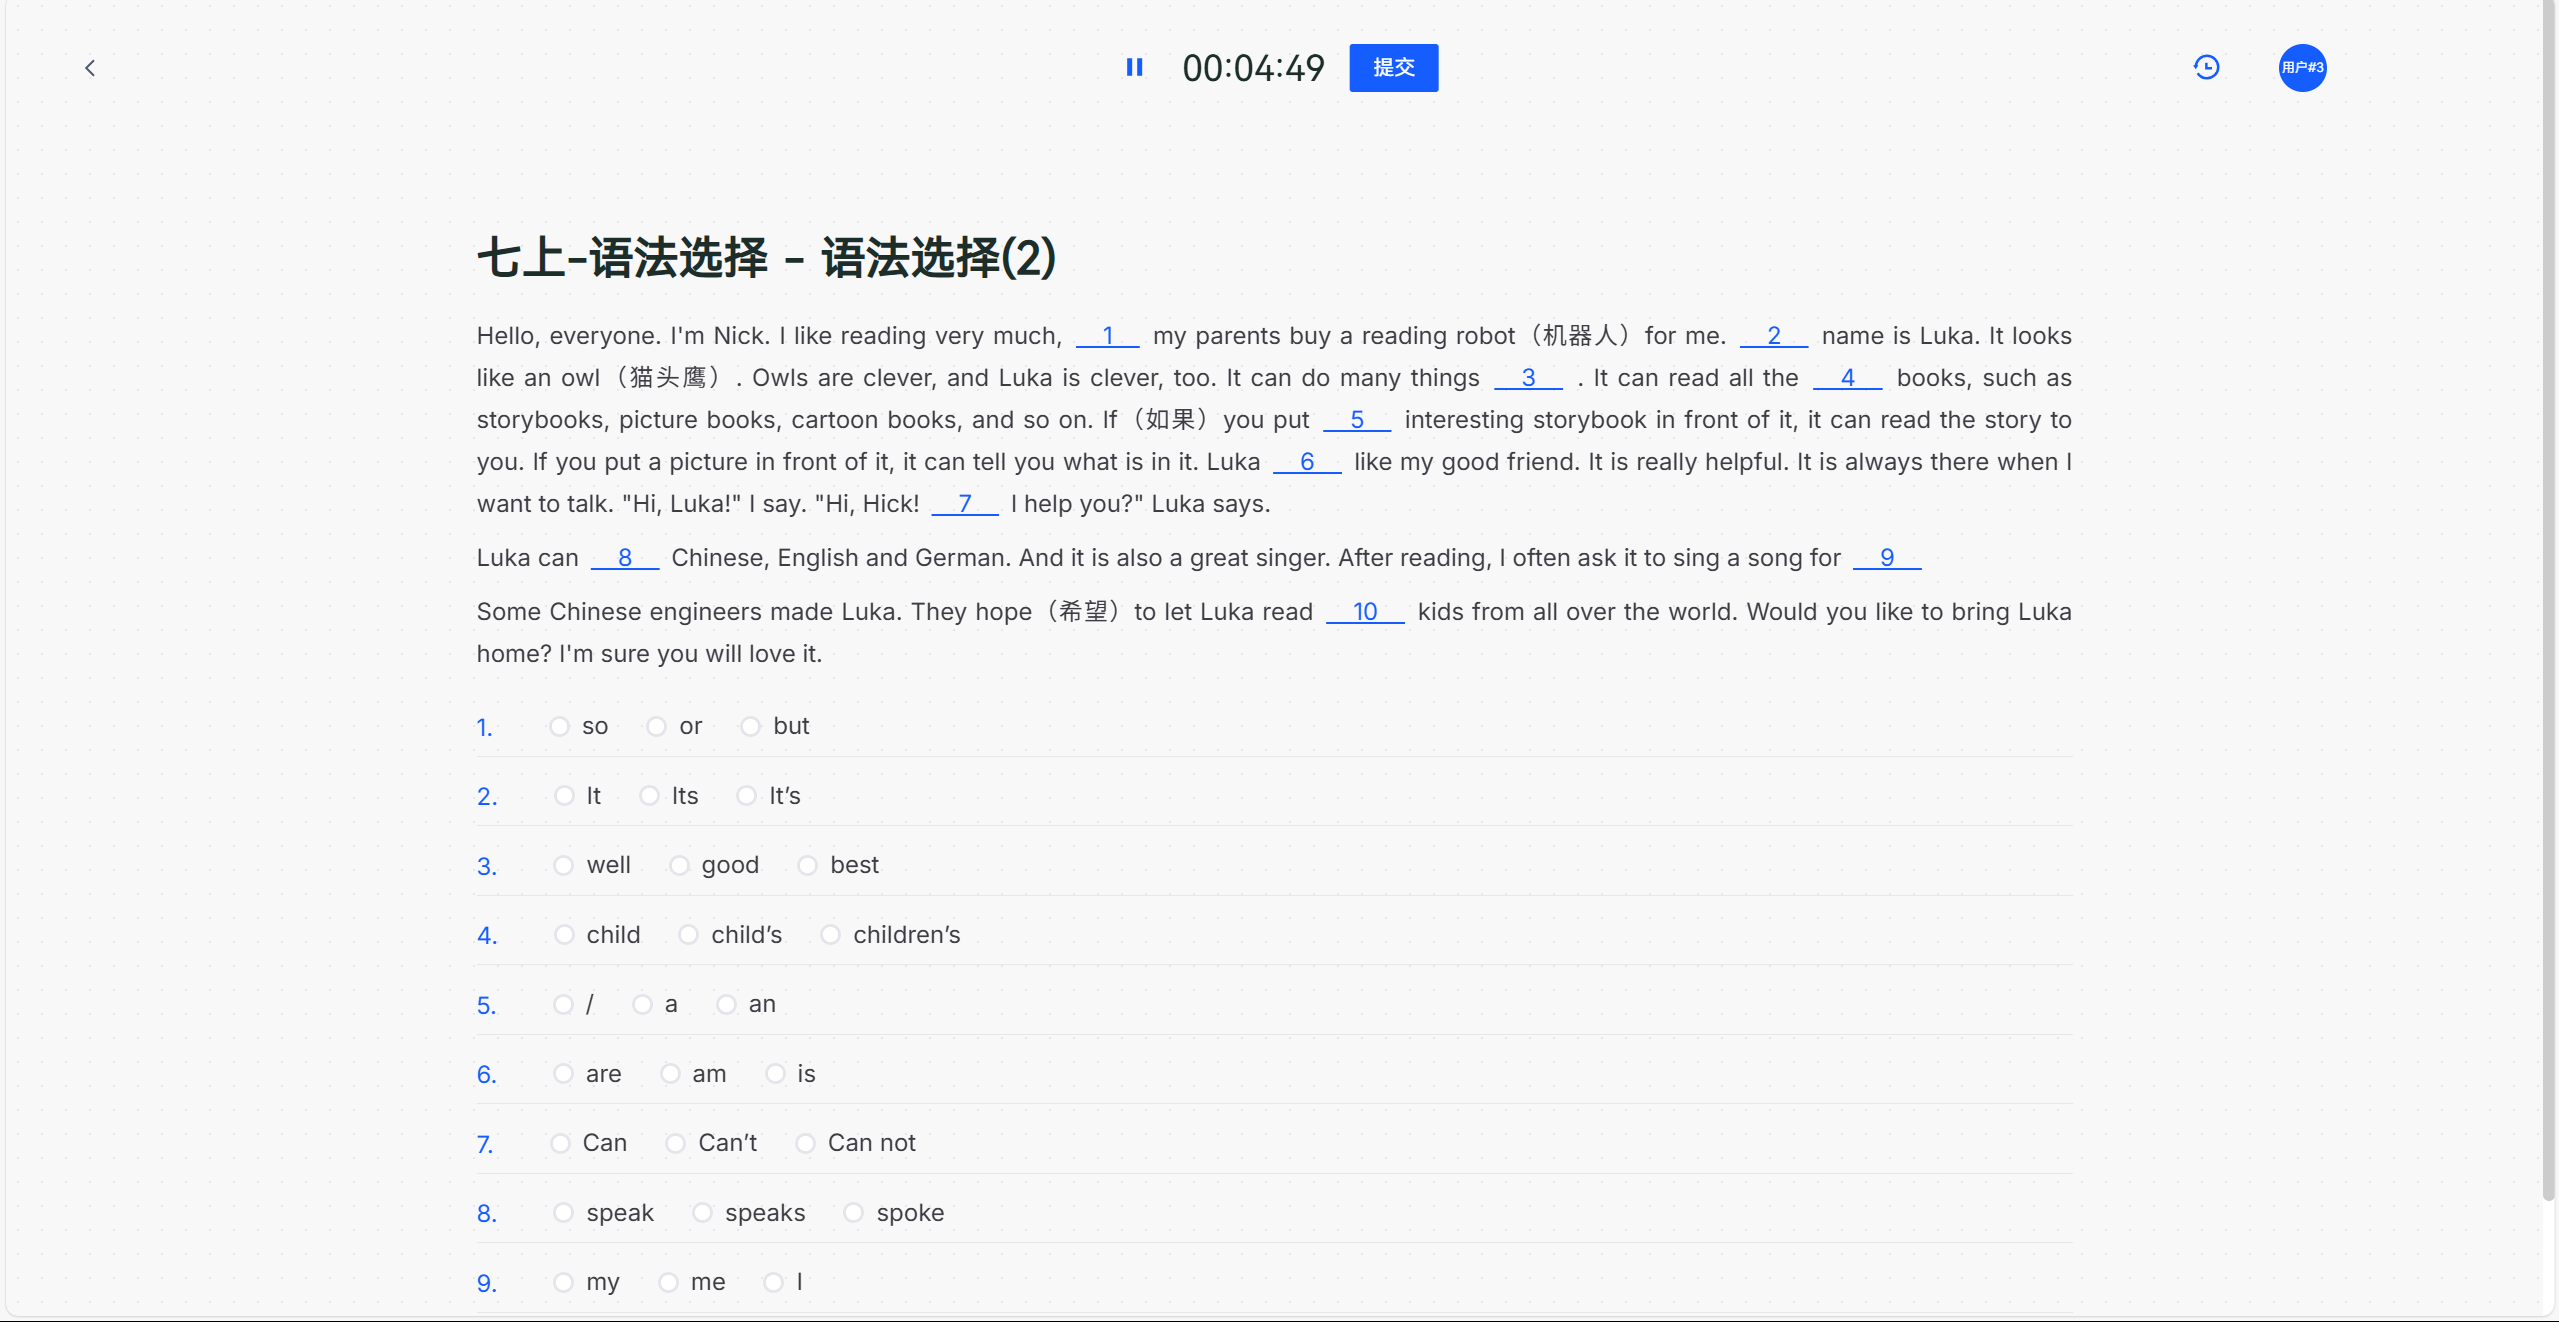 00:04:49 提交 用户#3
七上-语法选择 - 语法选择(2)
Hello, everyone. I'm Nick. I like reading very much, 1 my parents buy a reading robot（机器人）for me. 2 name is Luka. It looks
like an owl（猫头鹰）. Owls are clever, and Luka is clever, too. It can do many things 3 . It can read all the 4 books, such as
storybooks, picture books, cartoon books, and so on. If（如果）you put 5 interesting storybook in front of it, it can read the story to
you. If you put a picture in front of it, it can tell you what is in it. Luka 6 like my good friend. It is really helpful. It is always there when I
want to talk. "Hi, Luka!" I say. "Hi, Hick! 7 I help you?" Luka says.
Luka can 8 Chinese, English and German. And it is also a great singer. After reading, I often ask it to sing a song for 9
Some Chinese engineers made Luka. They hope（希望）to let Luka read 10 kids from all over the world. Would you like to bring Luka
home? I'm sure you will love it.
1. so or but
2. It Its It’s
3. well good best
4. child child’s children’s
5. / a an
6. are am is
7. Can Can’t Can not
8. speak speaks spoke
9. my me I